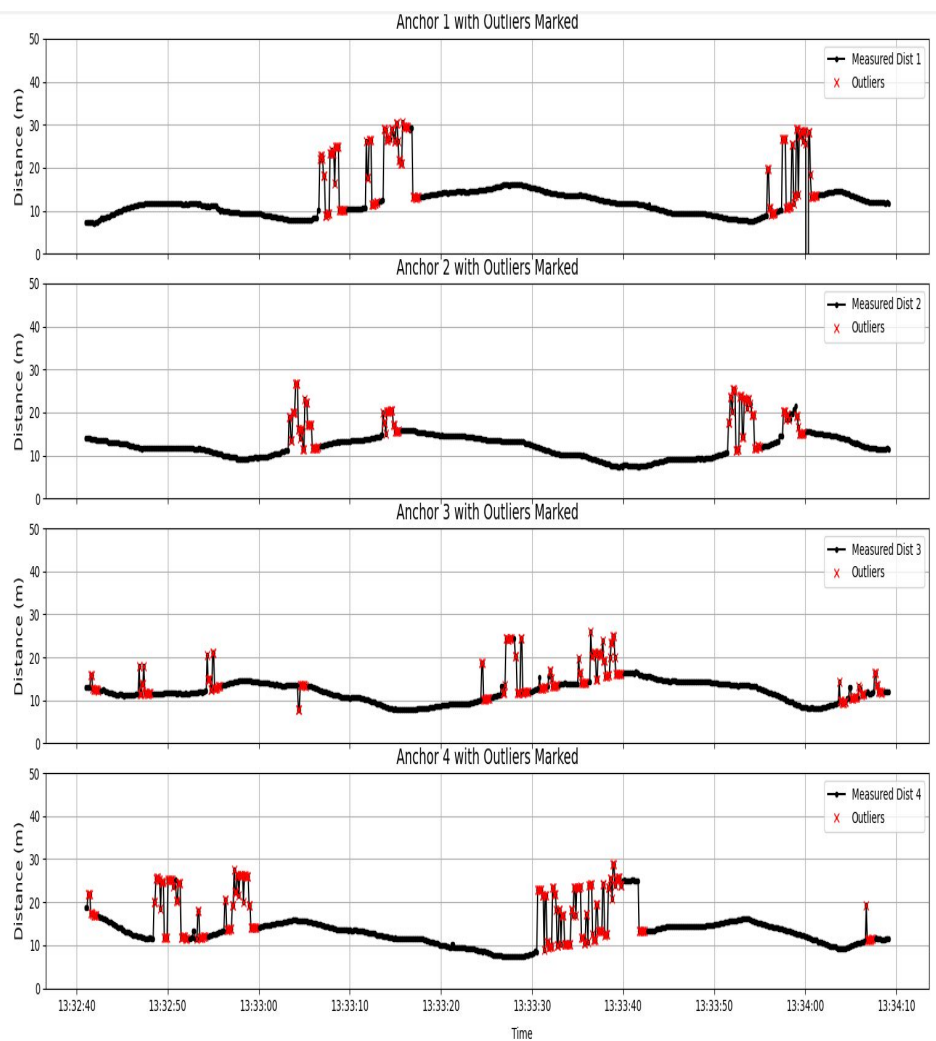 Anchor 1 with Outliers Marked
50
40
30
20
10
0
Distance (m)
Measured Dist 1
Outliers
Anchor 2 with Outliers Marked
50
40
30
20
10
0
Distance (m)
Measured Dist 2
Outliers
Anchor 3 with Outliers Marked
50
40
30
20
10
0
Distance (m)
Measured Dist 3
Outliers
Anchor 4 with Outliers Marked
50
40
30
20
10
0
Distance (m)
Measured Dist 4
Outliers
13:32:40 13:32:50 13:33:00 13:33:10 13:33:20 13:33:30 13:33:40 13:33:50 13:34:00 13:34:10
Time